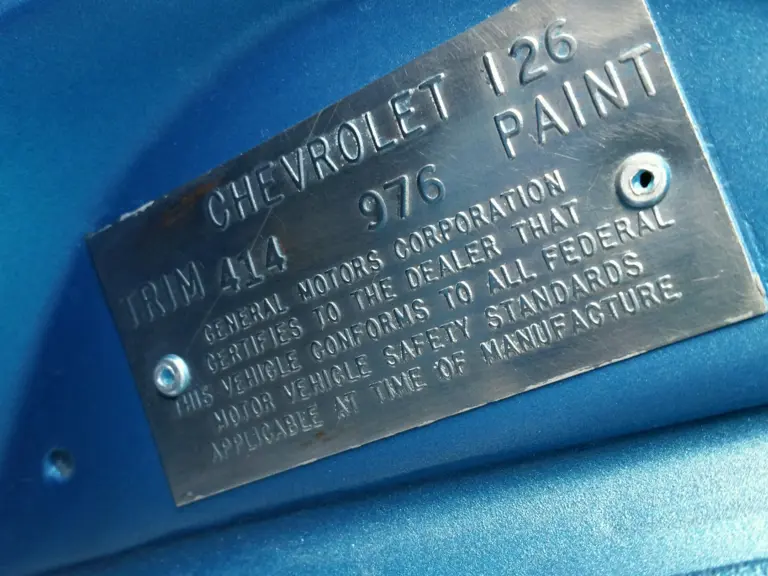 CHEVROLET 126
TRIM 414 976 PAINT
GENERAL MOTORS CORPORATION
CERTIFIES TO THE DEALER THAT
THIS VEHICLE CONFORMS TO ALL FEDERAL
MOTOR VEHICLE SAFETY STANDARDS
APPLICABLE AT TIME OF MANUFACTURE